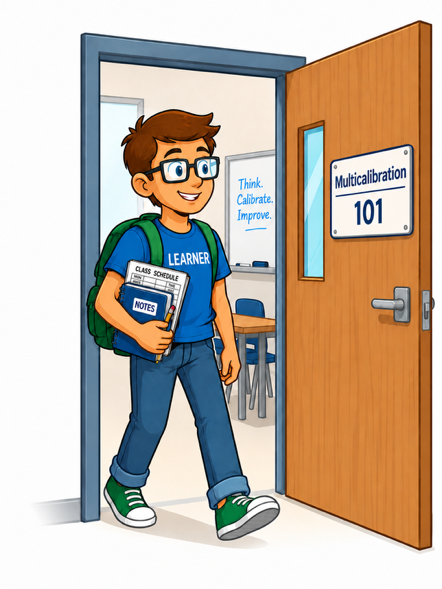 Multicalibration
101
Think.
Calibrate.
Improve.
LEARNER
CLASS SCHEDULE
NOTES